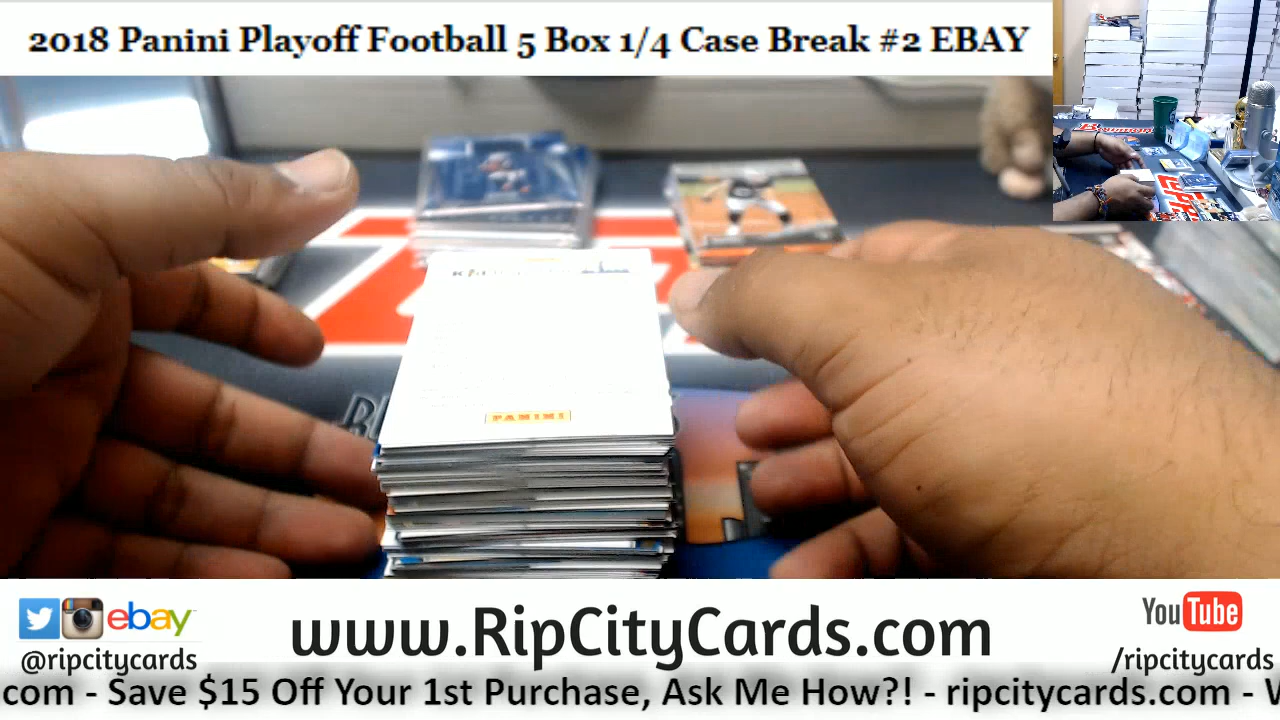 2018 Panini Playoff Football 5 Box 1/4 Case Break #2 EBAY
PANINI
ebay
www.RipCityCards.com
YouTube
@ripcitycards
/ripcitycards
com - Save $15 Off Your 1st Purchase, Ask Me How?! - ripcitycards.com -